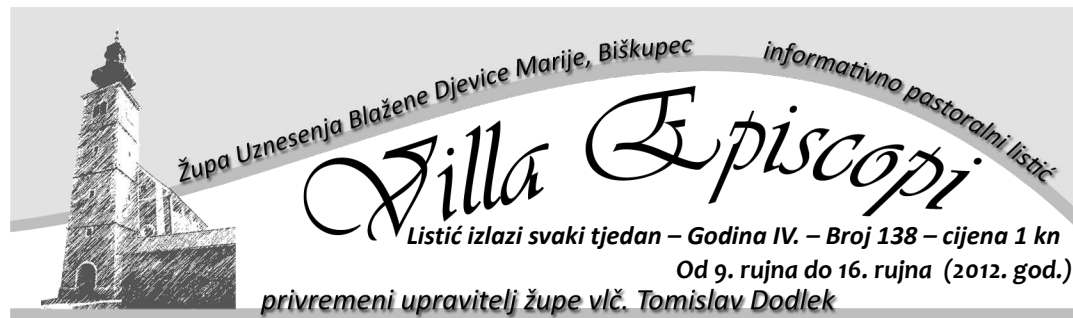 Župa Uznesenja Blažene Djevice Marije, Biškupec
informativno pastoralni listić
Villa Episcopi
Listić izlazi svaki tjedan – Godina IV. – Broj 138 – cijena 1 kn
Od 9. rujna do 16. rujna (2012. god.)
privremeni upravitelj župe vlč. Tomislav Dodlek